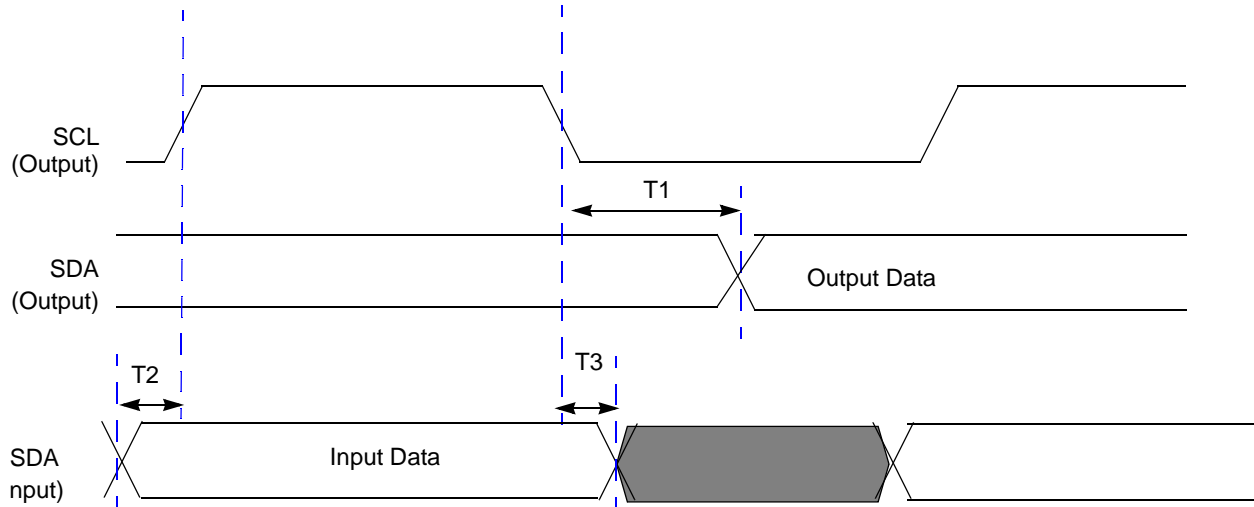 SCL
(Output)
T1
SDA
(Output)
Output Data
T2
T3
SDA
nput)
Input Data